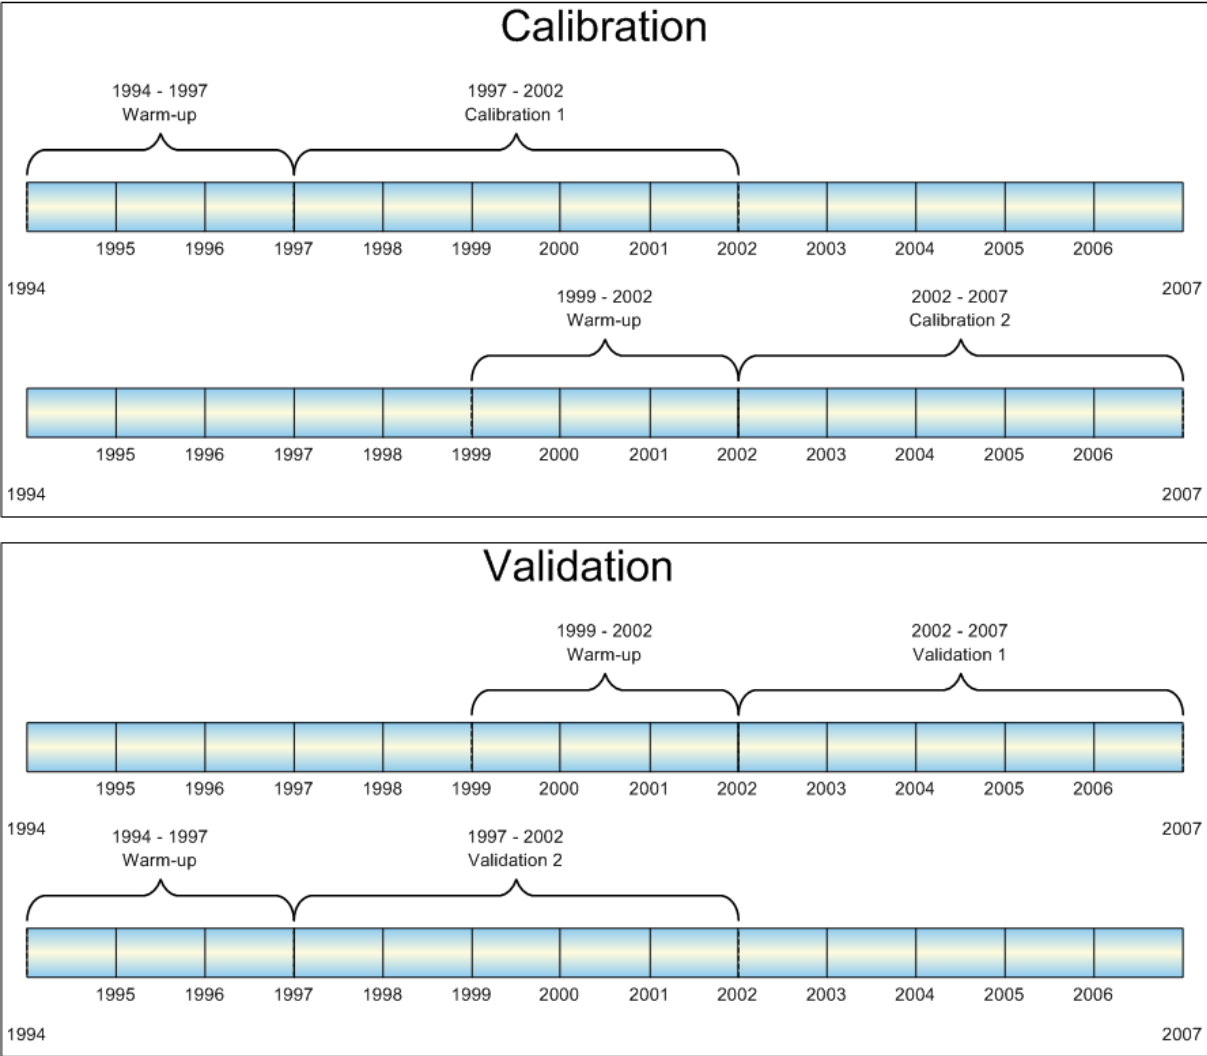 Calibration
1994 - 1997 1997 - 2002
Warm-up Calibration 1
1995 1996 1997 1998 1999 2000 2001 2002 2003 2004 2005 2006
1994 2007
1999 - 2002 2002 - 2007
Warm-up Calibration 2
1995 1996 1997 1998 1999 2000 2001 2002 2003 2004 2005 2006
1994 2007
Validation
1999 - 2002 2002 - 2007
Warm-up Validation 1
1995 1996 1997 1998 1999 2000 2001 2002 2003 2004 2005 2006
1994 2007
1994 - 1997 1997 - 2002
Warm-up Validation 2
1995 1996 1997 1998 1999 2000 2001 2002 2003 2004 2005 2006
1994 2007